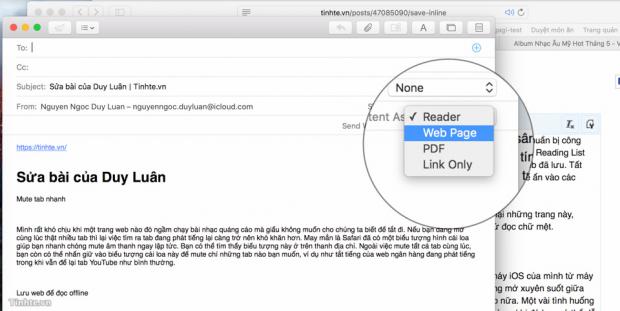 tinhte.vn/posts/47085090/save-inline
pagi-test Duyệt món ăn Trang quản
Album Nhạc Âu Mỹ Hot Tháng 5 - V
To:
Cc:
Subject: Sửa bài của Duy Luân | Tinhte.vn
None
From: Nguyen Ngoc Duy Luân – nguyenngoc.duyluan@icloud.com
tent As
✓ Reader
Send
Web Page
PDF
Link Only
https://tinhte.vn/
Sửa bài của Duy Luân
Mute tab nhanh
Mình rất khó chịu khi một trang web nào đó ngầm chạy bài nhạc quảng cáo mà giấu không muốn cho chúng ta biết để tắt đi. Nếu bạn đang mở
cùng lúc thật nhiều tab thì lại việc tìm ra tab đang phát tiếng lại càng trở nên khó khăn hơn. May mắn là Safari đã có một biểu tượng hình cái loa
giúp bạn nhanh chóng mute âm thanh ngay lập tức. Bạn có thể tìm thấy biểu tượng này ở trên thanh địa chỉ. Ngoài việc mute tất cả tab cùng lúc,
bạn còn có thể nhấn giữ vào biểu tượng cái loa này để mute chỉ những tab nào bạn muốn, ví dụ như tắt tiếng của web ngân hàng đang phát tiếng
trong khi vẫn để lại tab YouTube như bình thường.
Lưu web để đọc offline
uẩn bị công
Reading List
đã lưu. Tất
ể ấn vào các
ại những trang này,
ử đọc chữ mệt.
máy iOS của mình từ máy
ng mở xuyên suốt giữa
o nữa. Một vài tình huống
Tinhte.vn